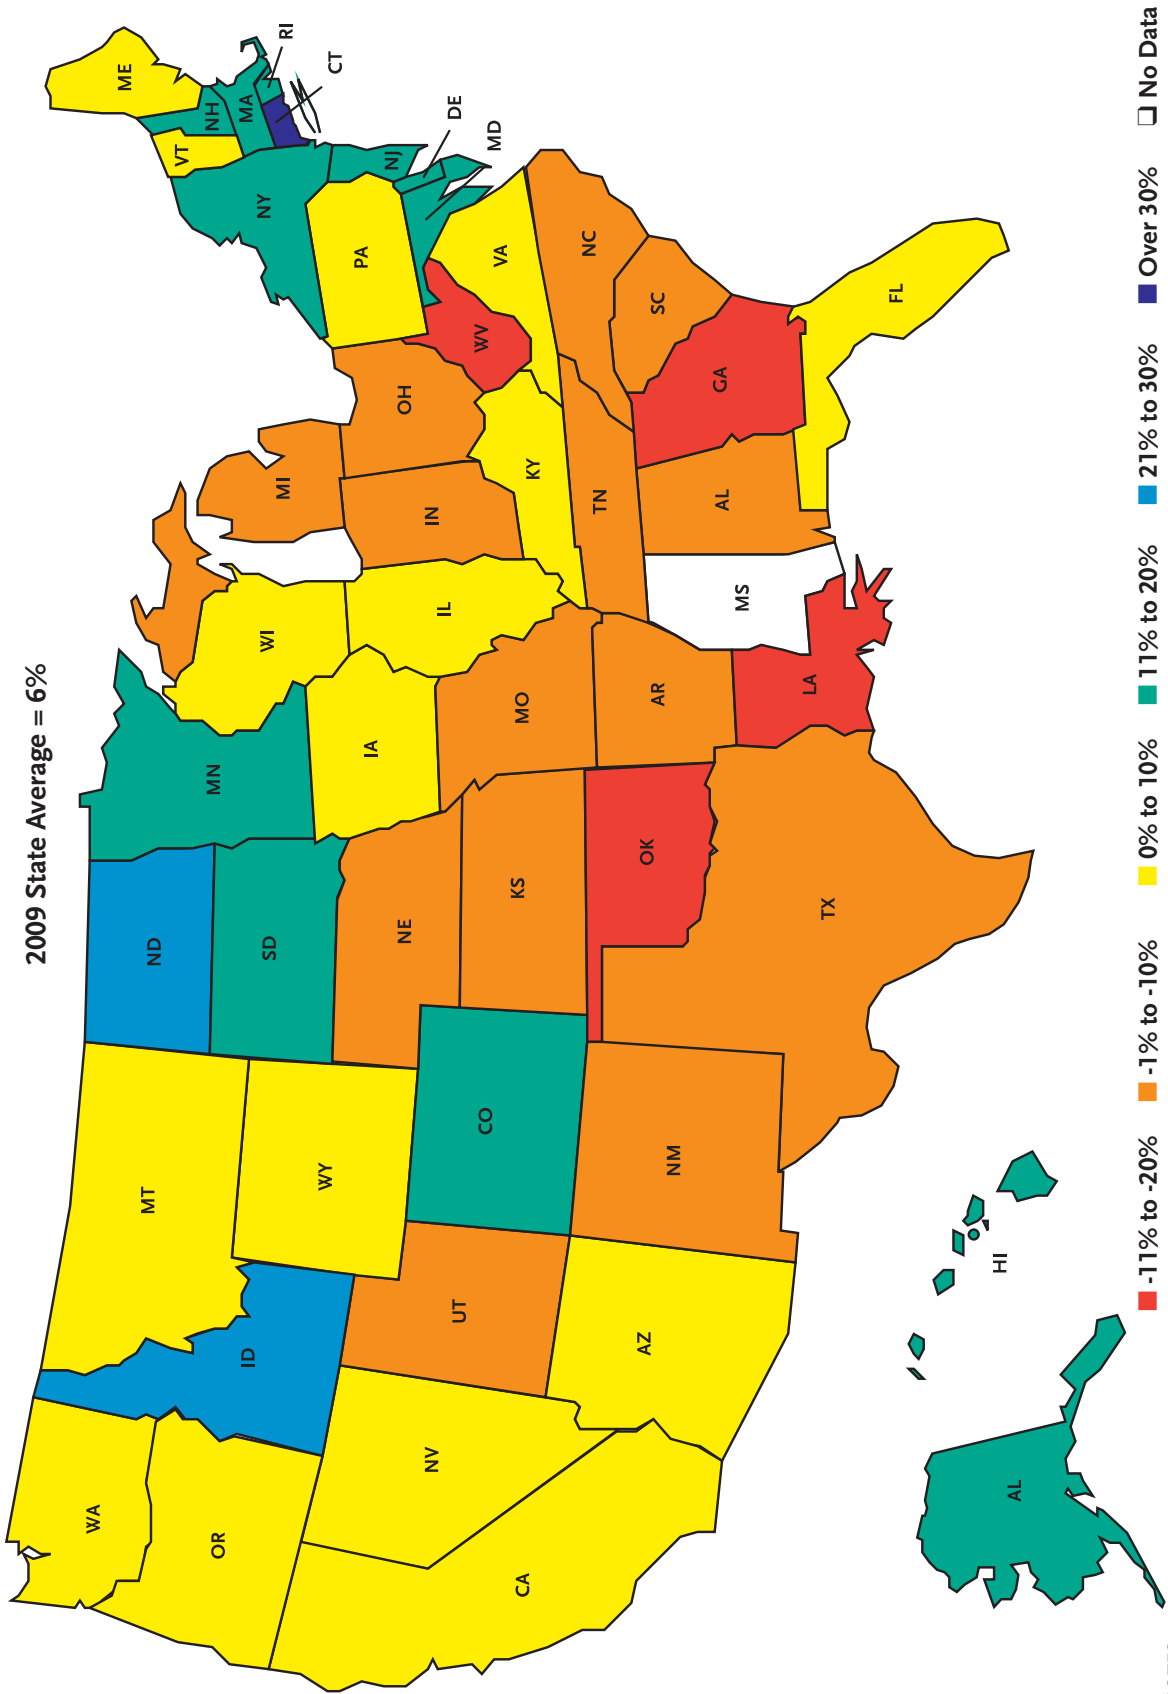 2009 State Average = 6%
WA
OR
CA
NV
ID
MT
WY
UT
AZ
CO
NM
ND
SD
NE
KS
OK
TX
MN
IA
MO
AR
LA
WI
IL
MS
MI
IN
OH
KY
TN
AL
GA
FL
SC
NC
VA
WV
PA
NY
VT
NH
ME
MA
RI
CT
NJ
DE
MD
AL
HI
-11% to -20%
-1% to -10%
0% to 10%
11% to 20%
21% to 30%
Over 30%
No Data